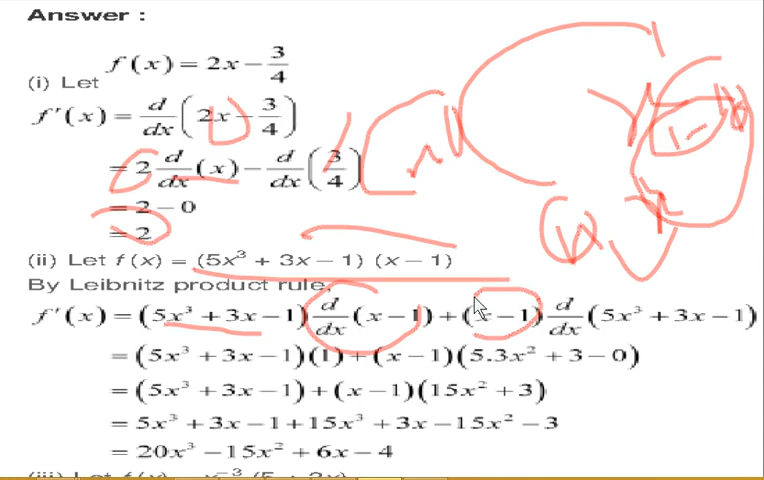 Answer :
f (x) = 2x − 3/4
(i) Let
f ′(x) = d/dx (2x − 3/4)
= 2 d/dx (x) − d/dx (3/4)
= 2 − 0
= 2
(ii) Let f (x) = (5x³ + 3x − 1) (x − 1)
By Leibnitz product rule,
f ′(x) = (5x³ + 3x − 1) d/dx (x − 1) + (x − 1) d/dx (5x³ + 3x − 1)
= (5x³ + 3x − 1)(1) + (x − 1)(5.3x² + 3 − 0)
= (5x³ + 3x − 1) + (x − 1)(15x² + 3)
= 5x³ + 3x − 1 + 15x³ + 3x − 15x² − 3
= 20x³ − 15x² + 6x − 4